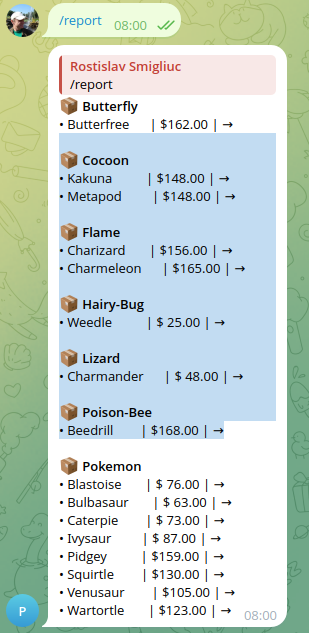 /report 08:00
Rostislav Smigliuc
/report
📦 Butterfly
• Butterfree | $162.00 | →
📦 Cocoon
• Kakuna | $148.00 | →
• Metapod | $148.00 | →
📦 Flame
• Charizard | $156.00 | →
• Charmeleon | $165.00 | →
📦 Hairy-Bug
• Weedle | $ 25.00 | →
📦 Lizard
• Charmander | $ 48.00 | →
📦 Poison-Bee
• Beedrill | $168.00 | →
📦 Pokemon
• Blastoise | $ 76.00 | →
• Bulbasaur | $ 63.00 | →
• Caterpie | $ 73.00 | →
• Ivysaur | $ 87.00 | →
• Pidgey | $159.00 | →
• Squirtle | $130.00 | →
• Venusaur | $105.00 | →
• Wartortle | $123.00 | →
P 08:00